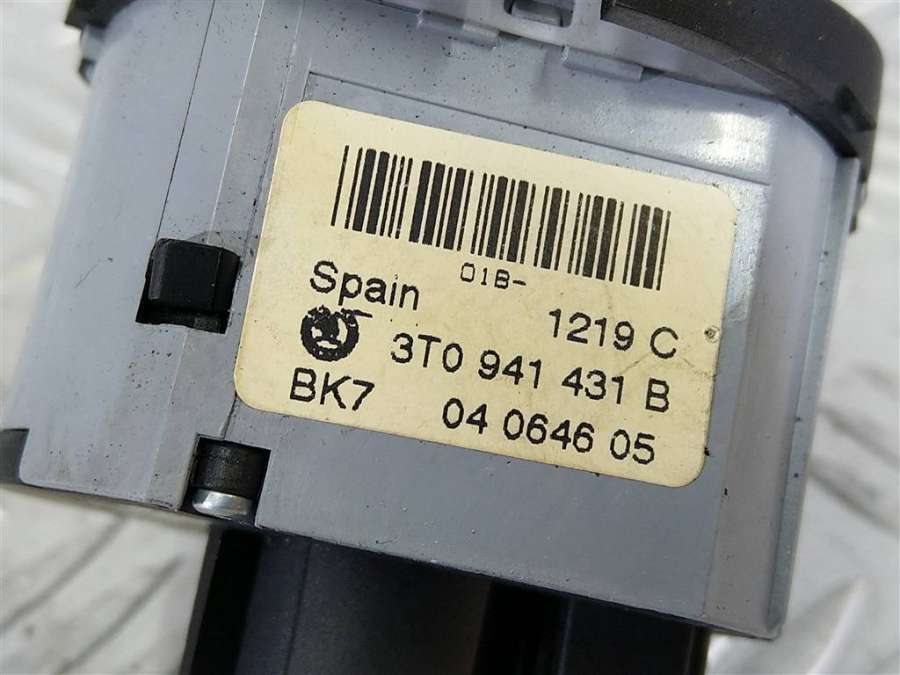 01B-
Spain
1219 C
3T0 941 431 B
BK7 04 0646 05